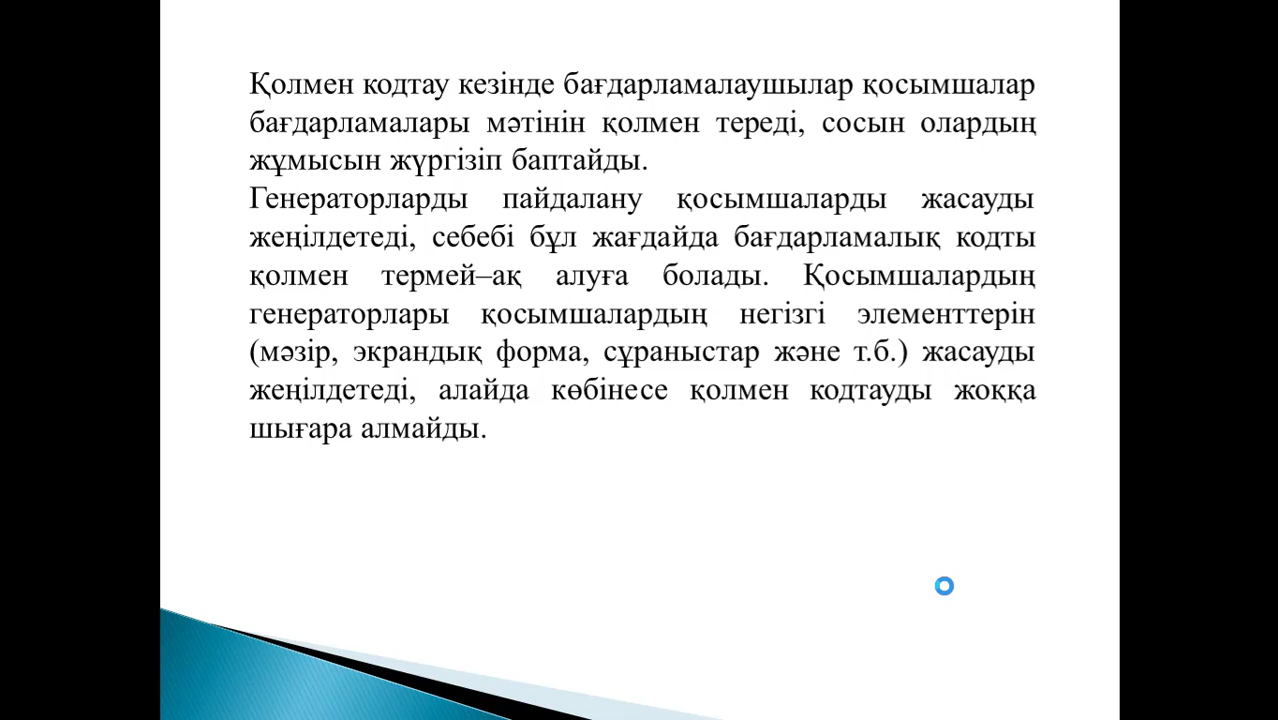 Қолмен кодтау кезінде бағдарламалаушылар қосымшалар
бағдарламалары мәтінін қолмен тереді, сосын олардың
жұмысын жүргізіп баптайды.
Генераторларды пайдалану қосымшаларды жасауды
жеңілдетеді, себебі бұл жағдайда бағдарламалық кодты
қолмен термей–ақ алуға болады. Қосымшалардың
генераторлары қосымшалардың негізгі элементтерін
(мәзір, экрандық форма, сұраныстар және т.б.) жасауды
жеңілдетеді, алайда көбінесе қолмен кодтауды жоққа
шығара алмайды.